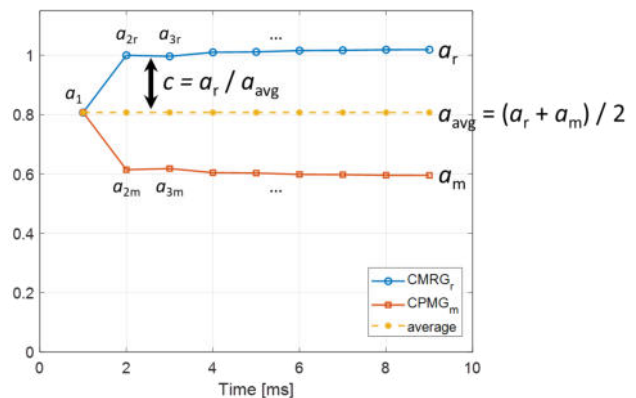 a2r a3r
...
1
ar
a1
c = ar / aavg
0.8
aavg = (ar + am) / 2
0.6
am
a2m a3m
...
0.4
CMRGr
CPMGm
average
0.2
0
0 2 4 6 8 10
Time [ms]